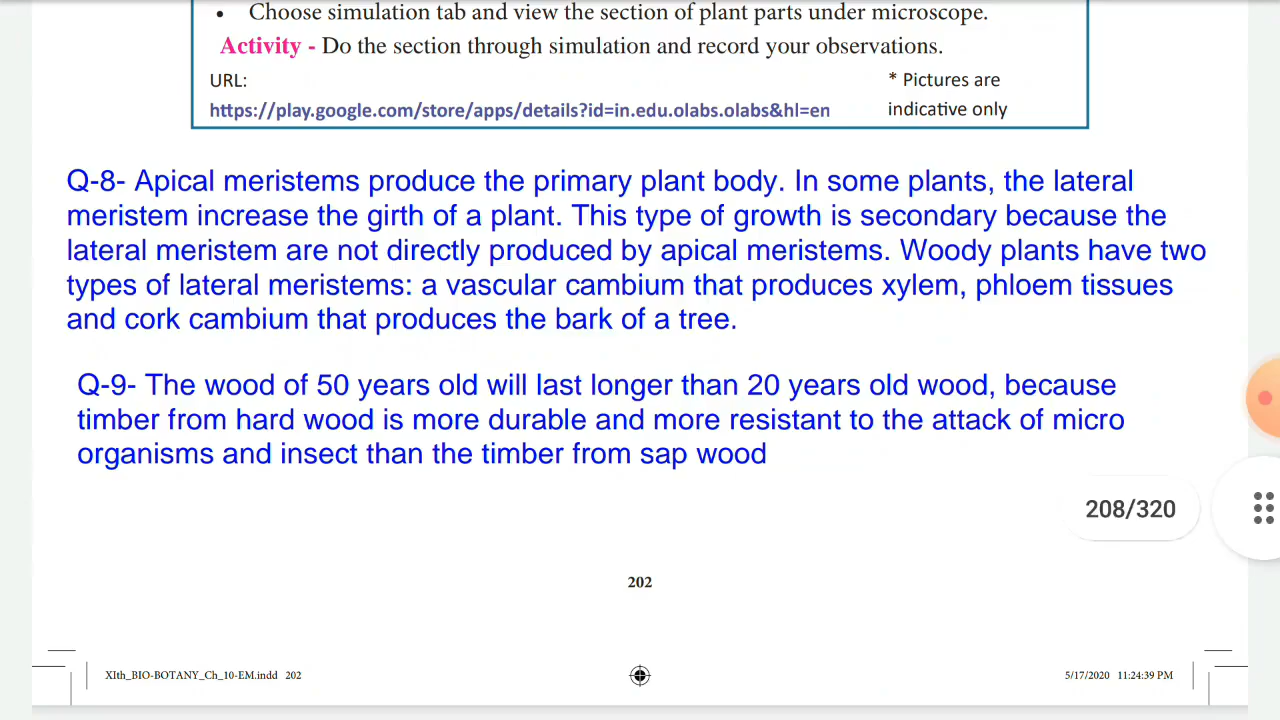 • Choose simulation tab and view the section of plant parts under microscope.
Activity - Do the section through simulation and record your observations.
URL:
https://play.google.com/store/apps/details?id=in.edu.olabs.olabs&hl=en
* Pictures are
indicative only
Q-8- Apical meristems produce the primary plant body. In some plants, the lateral
meristem increase the girth of a plant. This type of growth is secondary because the
lateral meristem are not directly produced by apical meristems. Woody plants have two
types of lateral meristems: a vascular cambium that produces xylem, phloem tissues
and cork cambium that produces the bark of a tree.
Q-9- The wood of 50 years old will last longer than 20 years old wood, because
timber from hard wood is more durable and more resistant to the attack of micro
organisms and insect than the timber from sap wood
208/320
202
XIth_BIO-BOTANY_Ch_10-EM.indd 202
5/17/2020 11:24:39 PM